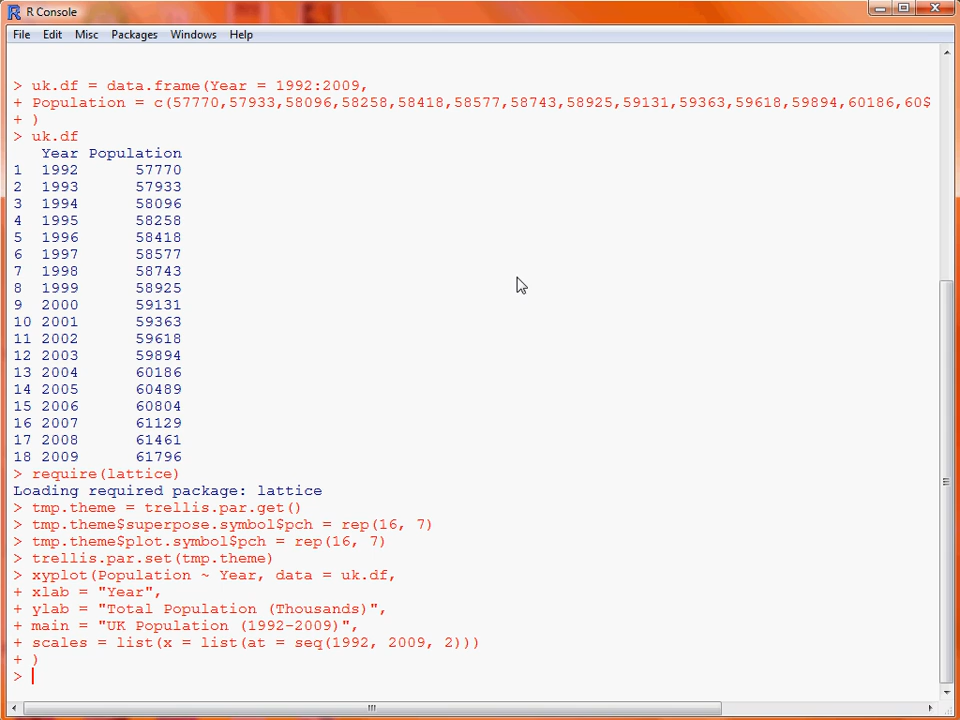 R Console
File Edit Misc Packages Windows Help
> uk.df = data.frame(Year = 1992:2009,
+ Population = c(57770,57933,58096,58258,58418,58577,58743,58925,59131,59363,59618,59894,60186,60$
+ )
> uk.df
   Year Population
1  1992      57770
2  1993      57933
3  1994      58096
4  1995      58258
5  1996      58418
6  1997      58577
7  1998      58743
8  1999      58925
9  2000      59131
10 2001      59363
11 2002      59618
12 2003      59894
13 2004      60186
14 2005      60489
15 2006      60804
16 2007      61129
17 2008      61461
18 2009      61796
> require(lattice)
Loading required package: lattice
> tmp.theme = trellis.par.get()
> tmp.theme$superpose.symbol$pch = rep(16, 7)
> tmp.theme$plot.symbol$pch = rep(16, 7)
> trellis.par.set(tmp.theme)
> xyplot(Population ~ Year, data = uk.df,
+ xlab = "Year",
+ ylab = "Total Population (Thousands)",
+ main = "UK Population (1992-2009)",
+ scales = list(x = list(at = seq(1992, 2009, 2)))
+ )
>